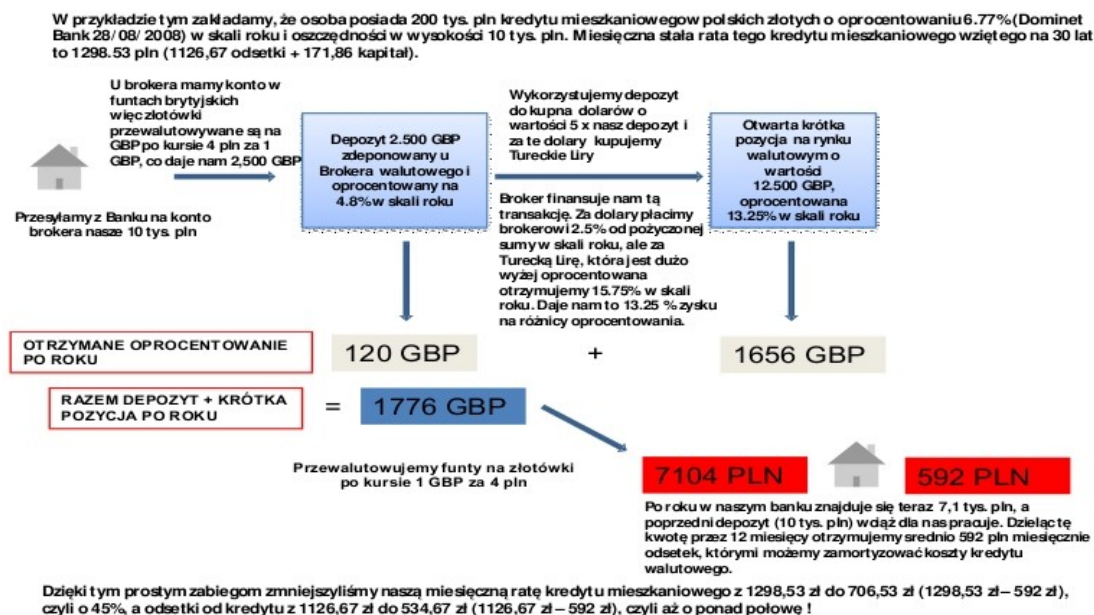 W przykładzie tym zakładamy, że osoba posiada 200 tys. pln kredytu mieszkaniowegow polskich złotych o oprocentowaniu 6.77% (Dominet
Bank 28/08/2008) w skali roku i oszczędności w wysokości 10 tys. pln. Miesięczna stała rata tego kredytu mieszkaniowego wziętego na 30 lat
to 1298.53 pln (1126,67 odsetki + 171,86 kapitał).
U brokera mamy konto w
funtach brytyjskich
więc złotówki
przewalutowywane są na
GBP po kursie 4 pln za 1
GBP, co daje nam 2,500 GBP
Przesyłamy z Banku na konto
brokera nasze 10 tys. pln
Depozyt 2.500 GBP
zdeponowany u
Brokera walutowego i
oprocentowany na
4.8% w skali roku
Wykorzystujemy depozyt
do kupna dolarów o
wartości 5 x nasz depozyt i
za te dolary kupujemy
Tureckie Liry
Broker finansuje nam tą
transakcję. Za dolary płacimy
brokerowi 2.5% od pożyczonej
sumy w skali roku, ale za
Turecką Lirę, która jest dużo
wyżej oprocentowana
otrzymujemy 15.75% w skali
roku. Daje nam to 13.25 % zysku
na różnicy oprocentowania.
Otwarta krótka
pozycja na rynku
walutowym o
wartości
12.500 GBP,
oprocentowana
13.25% w skali roku
OTRZYMANE OPROCENTOWANIE
PO ROKU
120 GBP
+
1656 GBP
RAZEM DEPOZYT + KRÓTKA
POZYCJA PO ROKU
=
1776 GBP
Przewalutowujemy funty na złotówki
po kursie 1 GBP za 4 pln
7104 PLN
592 PLN
Po roku w naszym banku znajduje się teraz 7,1 tys. pln, a
poprzedni depozyt (10 tys. pln) wciąż dla nas pracuje. Dzieląc tę
kwotę przez 12 miesięcy otrzymujemy srednio 592 pln miesięcznie
odsetek, którymi możemy zamortyzować koszty kredytu
walutowego.
Dzięki tym prostym zabiegom zmniejszyliśmy naszą miesięczną ratę kredytu mieszkaniowego z 1298,53 zł do 706,53 zł (1298,53 zł – 592 zł),
czyli o 45%, a odsetki od kredytu z 1126,67 zł do 534,67 zł (1126,67 zł – 592 zł), czyli aż o ponad połowę !